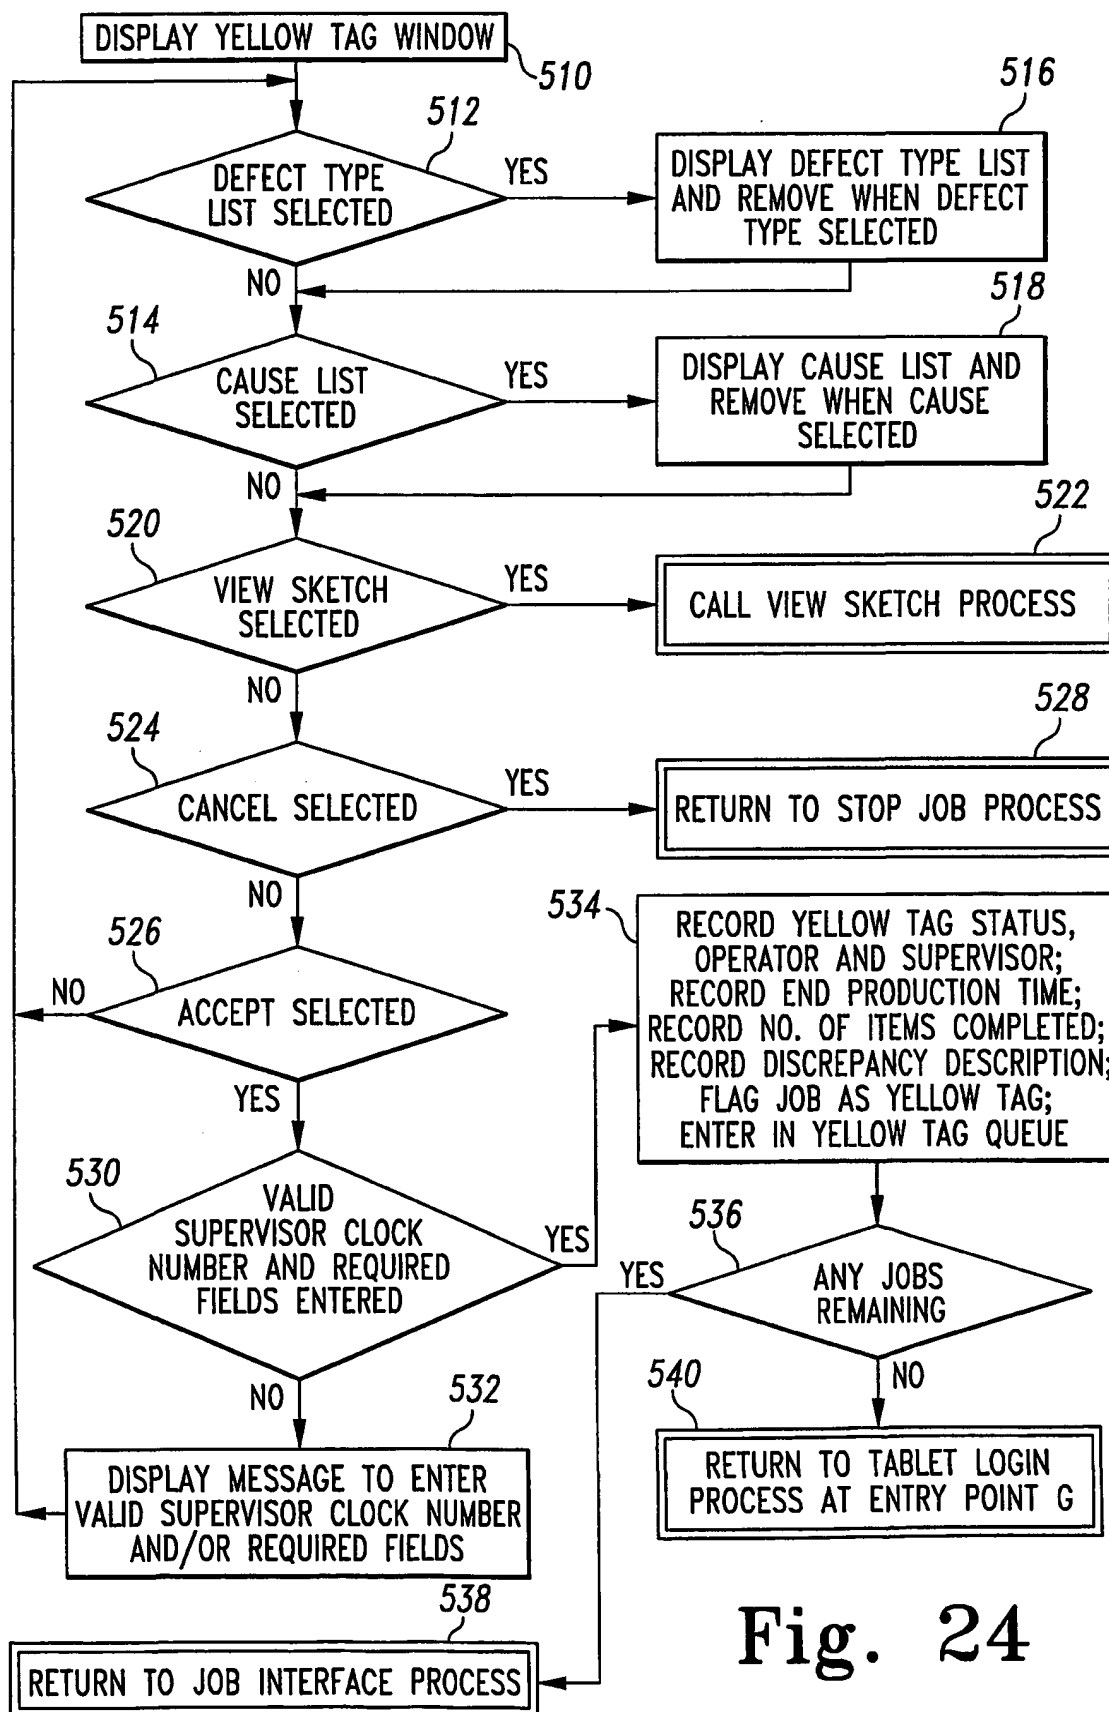 DISPLAY YELLOW TAG WINDOW
510
512
DEFECT TYPE
LIST SELECTED
YES
NO
516
DISPLAY DEFECT TYPE LIST
AND REMOVE WHEN DEFECT
TYPE SELECTED
514
CAUSE LIST
SELECTED
YES
NO
518
DISPLAY CAUSE LIST AND
REMOVE WHEN CAUSE
SELECTED
520
VIEW SKETCH
SELECTED
YES
NO
522
CALL VIEW SKETCH PROCESS
524
CANCEL SELECTED
YES
NO
528
RETURN TO STOP JOB PROCESS
526
NO
ACCEPT SELECTED
YES
534
RECORD YELLOW TAG STATUS,
OPERATOR AND SUPERVISOR;
RECORD END PRODUCTION TIME;
RECORD NO. OF ITEMS COMPLETED;
RECORD DISCREPANCY DESCRIPTION;
FLAG JOB AS YELLOW TAG;
ENTER IN YELLOW TAG QUEUE
530
VALID
SUPERVISOR CLOCK
NUMBER AND REQUIRED
FIELDS ENTERED
YES
NO
536
YES
ANY JOBS
REMAINING
NO
532
DISPLAY MESSAGE TO ENTER
VALID SUPERVISOR CLOCK NUMBER
AND/OR REQUIRED FIELDS
540
RETURN TO TABLET LOGIN
PROCESS AT ENTRY POINT G
538
RETURN TO JOB INTERFACE PROCESS
Fig. 24